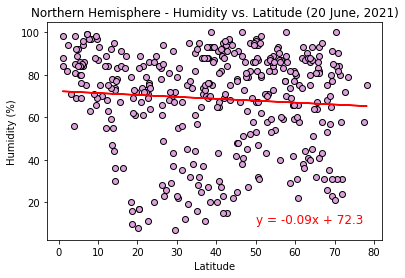 Northern Hemisphere - Humidity vs. Latitude (20 June, 2021)
100
80
60
40
20
Humidity (%)
y = -0.09x + 72.3
0 10 20 30 40 50 60 70 80
Latitude